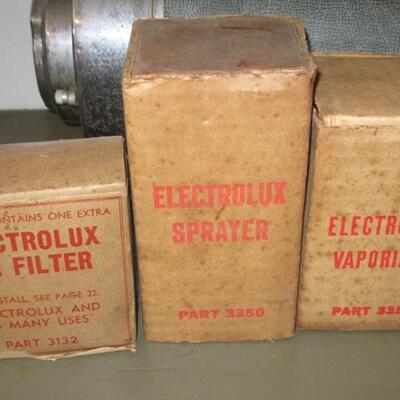 CONTAINS ONE EXTRA
CTROLUX
FILTER
STALL, SEE PAGE 22,
CTROLUX AND
MANY USES"
PART 3132
ELECTROLUX
SPRAYER
PART 3350
ELECTRO
VAPORI
PART 33